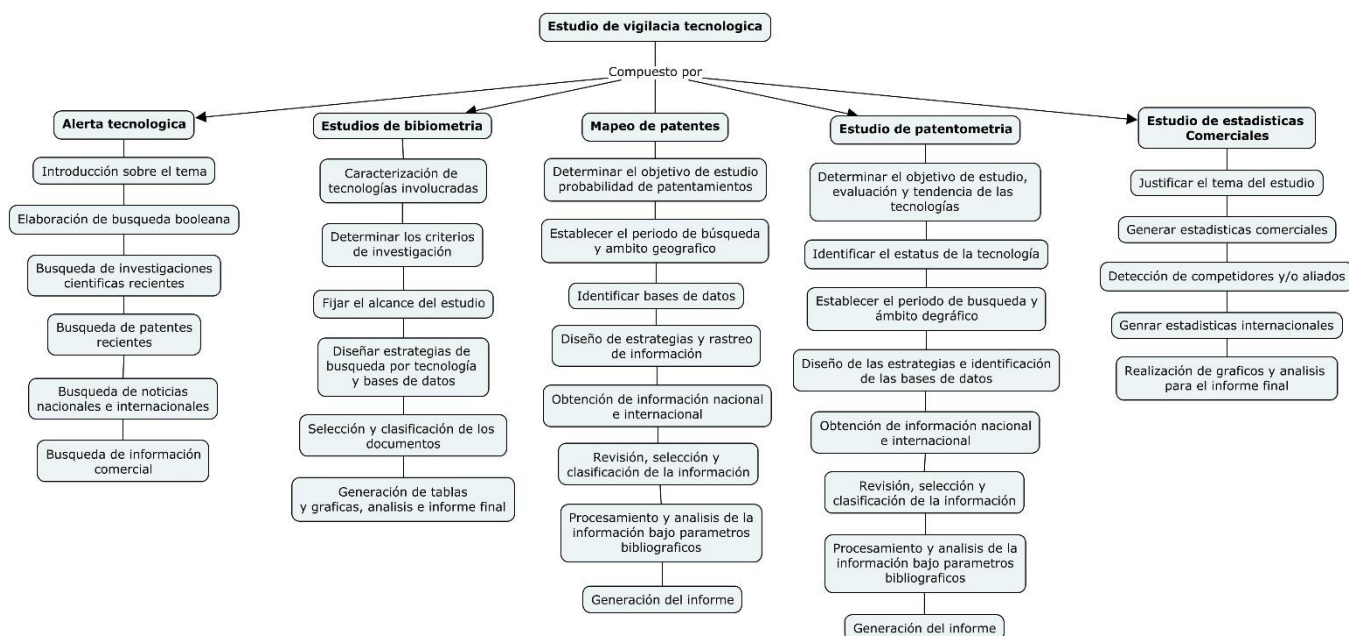 Estudio de vigilacia tecnologica
Compuesto por
Alerta tecnologica
Introducción sobre el tema
Elaboración de busqueda booleana
Busqueda de investigaciones
cientificas recientes
Busqueda de patentes
recientes
Busqueda de noticias
nacionales e internacionales
Busqueda de información
comercial
Estudios de bibiometria
Caracterización de
tecnologías involucradas
Determinar los criterios
de investigación
Fijar el alcance del estudio
Diseñar estrategias de
busqueda por tecnología
y bases de datos
Selección y clasificación de los
documentos
Generación de tablas
y graficas, analisis e informe final
Mapeo de patentes
Determinar el objetivo de estudio
probabilidad de patentamientos
Establecer el periodo de búsqueda
y ambito geografico
Identificar bases de datos
Diseño de estrategias y rastreo
de información
Obtención de información nacional
e internacional
Revisión, selección y
clasificación de la información
Procesamiento y analisis de la
información bajo parametros
bibliograficos
Generación del informe
Estudio de patentometria
Determinar el objetivo de estudio,
evaluación y tendencia de las
tecnologías
Identificar el estatus de la tecnología
Establecer el periodo de busqueda y
ámbito degráfico
Diseño de las estrategias e identificación
de las bases de datos
Obtención de información nacional
e internacional
Revisión, selección y
clasificación de la información
Procesamiento y analisis de la
información bajo parametros
bibliograficos
Generación del informe
Estudio de estadisticas
Comerciales
Justificar el tema del estudio
Generar estadisticas comerciales
Detección de competidores y/o aliados
Genrar estadisticas internacionales
Realización de graficos y analisis
para el informe final